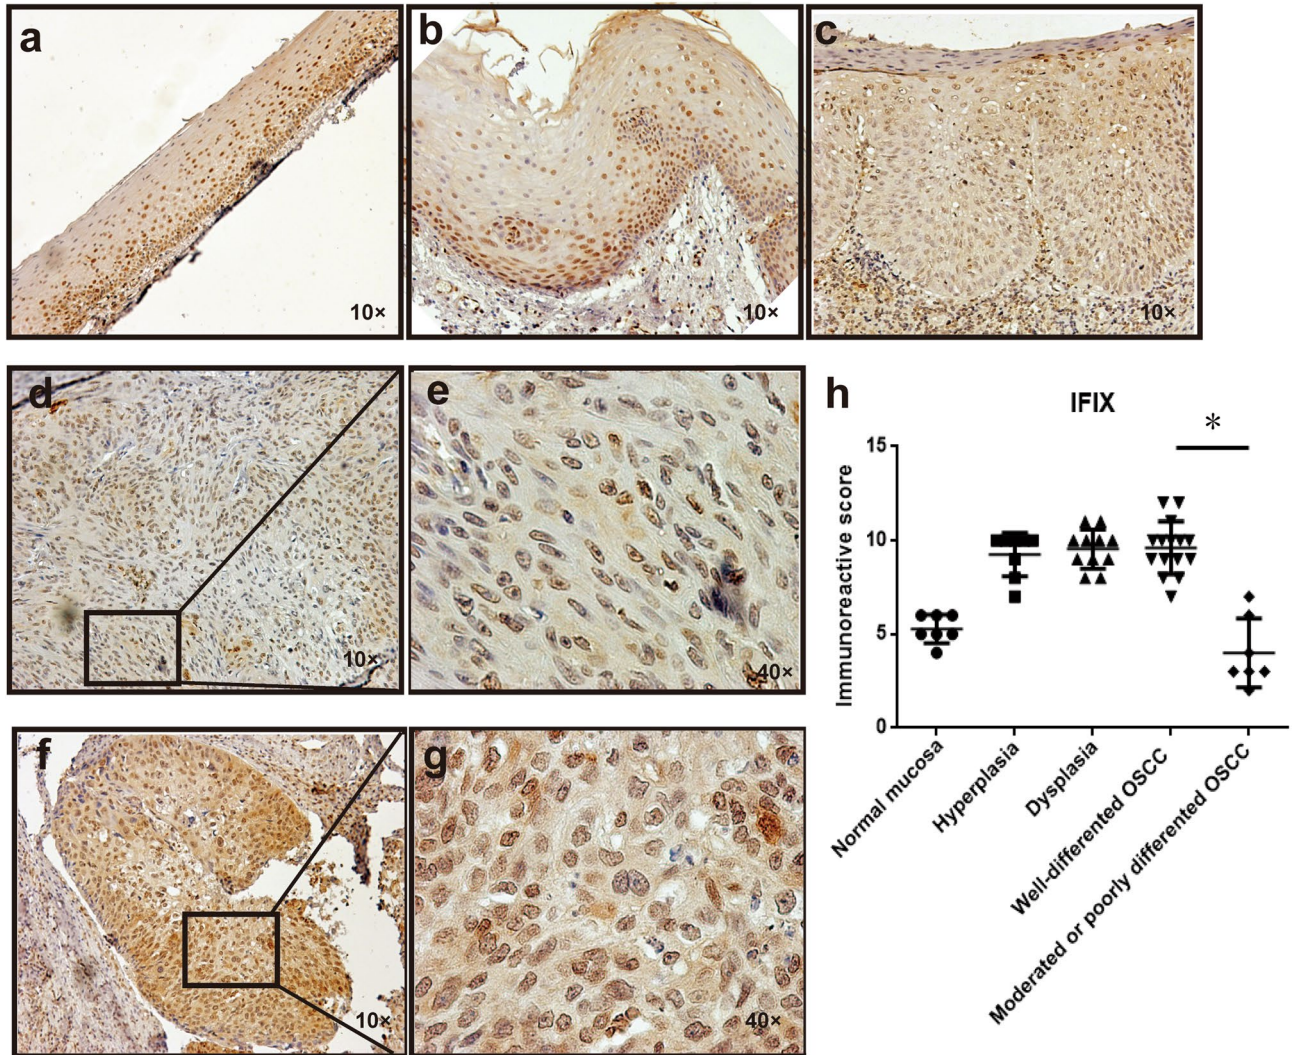 a
10×
b
10×
c
10×
d
10×
e
40×
f
10×
g
40×
h
IFIX
*
Immunoreactive score
15
10
5
0
Normal mucosa
Hyperplasia
Dysplasia
Well-differented OSCC
Moderated or poorly differented OSCC